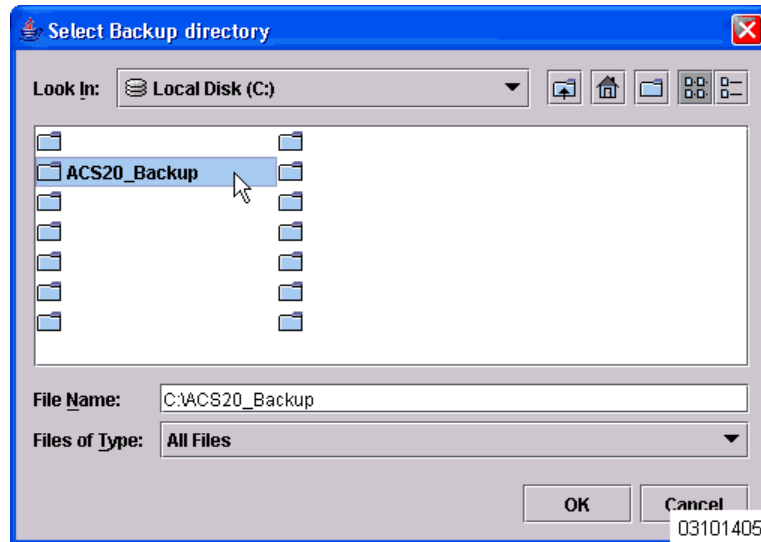 Select Backup directory
Look In: Local Disk (C:)
ACS20_Backup
File Name: C:\ACS20_Backup
Files of Type: All Files
OK Cancel
03101405